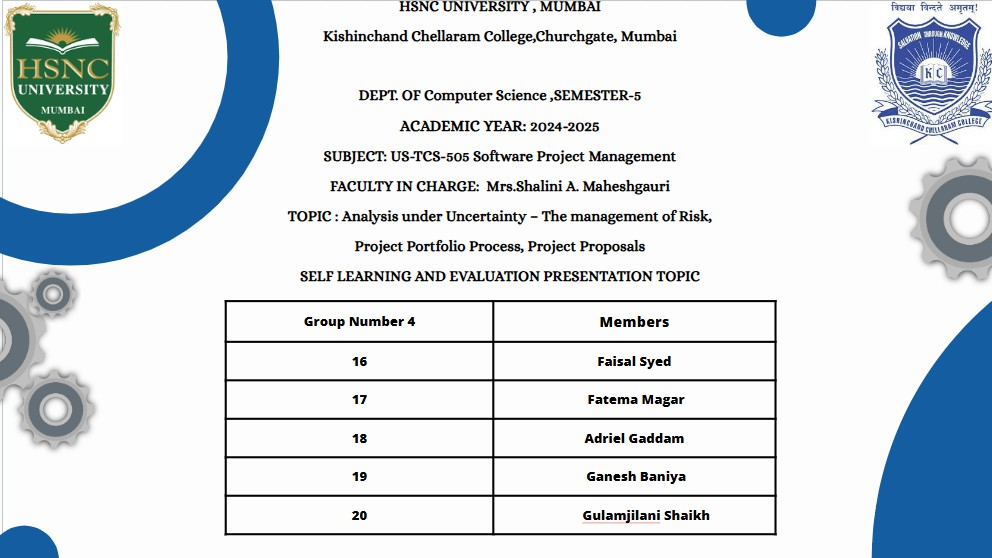 HSNC UNIVERSITY , MUMBAI
Kishinchand Chellaram College,Churchgate, Mumbai
DEPT. OF Computer Science ,SEMESTER-5
ACADEMIC YEAR: 2024-2025
SUBJECT: US-TCS-505 Software Project Management
FACULTY IN CHARGE: Mrs.Shalini A. Maheshgauri
TOPIC : Analysis under Uncertainty – The management of Risk,
Project Portfolio Process, Project Proposals
SELF LEARNING AND EVALUATION PRESENTATION TOPIC
Group Number 4 Members
16 Faisal Syed
17 Fatema Magar
18 Adriel Gaddam
19 Ganesh Baniya
20 Gulamjilani Shaikh
HSNC
UNIVERSITY
MUMBAI
विद्यया विन्दते अमृतम्!
SALVATION THROUGH KNOWLEDGE
K C
KISHINCHAND CHELLARAM COLLEGE